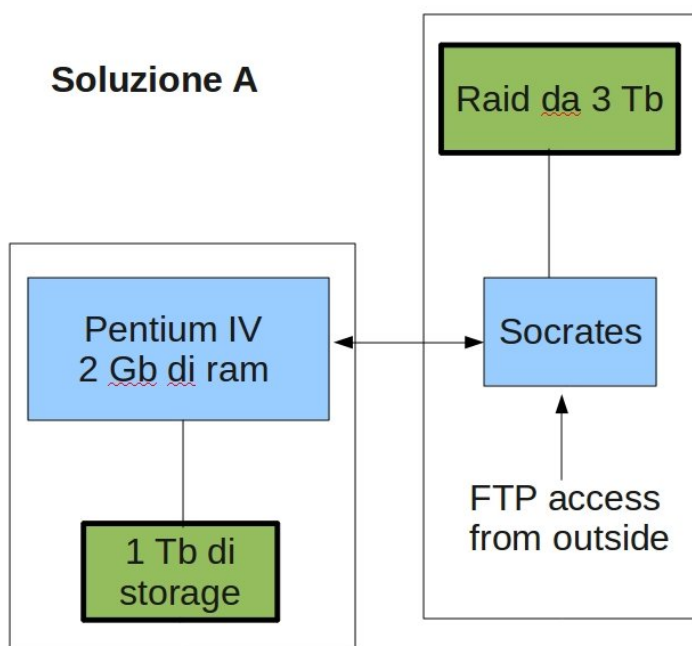 Soluzione A
Raid da 3 Tb
Pentium IV
2 Gb di ram
Socrates
FTP access
from outside
1 Tb di
storage